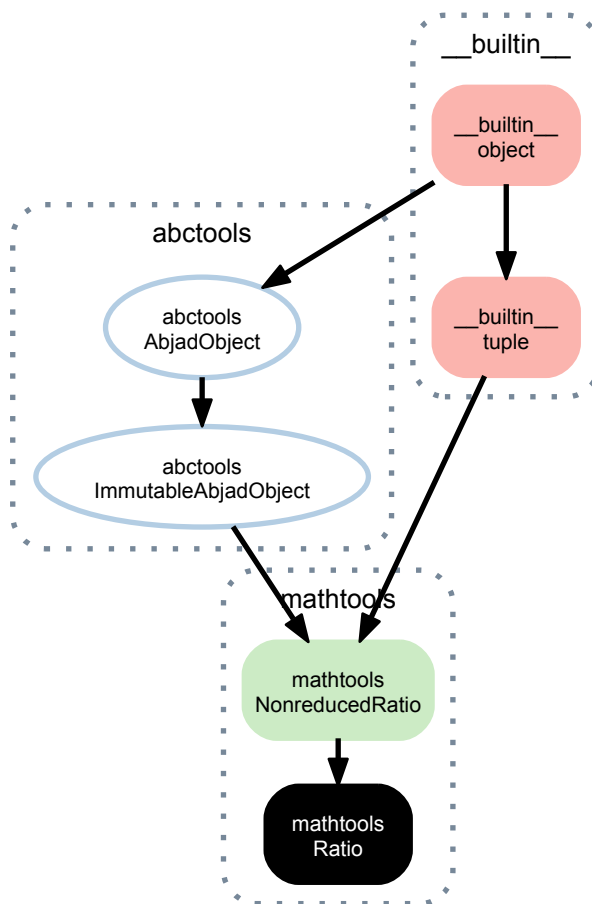 __builtin__
__builtin__
object
abctools
abctools
AbjadObject
__builtin__
tuple
abctools
ImmutableAbjadObject
mathtools
mathtools
NonreducedRatio
mathtools
Ratio